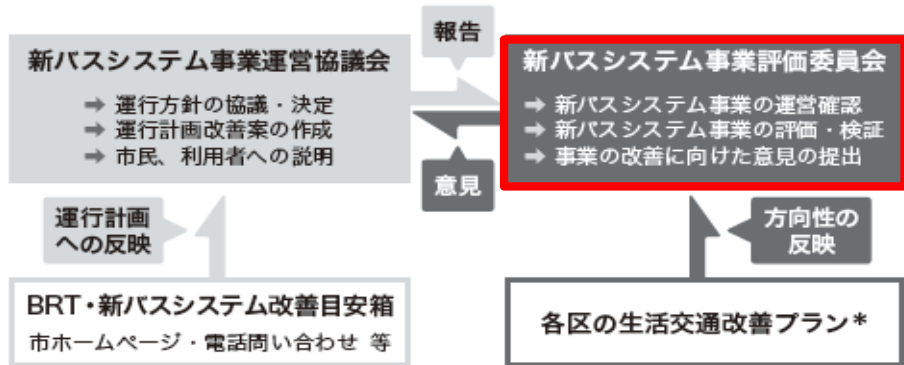 報告
新バスシステム事業運営協議会
➡ 運行方針の協議・決定
➡ 運行計画改善案の作成
➡ 市民、利用者への説明
新バスシステム事業評価委員会
➡ 新バスシステム事業の運営確認
➡ 新バスシステム事業の評価・検証
➡ 事業の改善に向けた意見の提出
意見
運行計画
への反映
方向性の
反映
BRT・新バスシステム改善目安箱
市ホームページ・電話問い合わせ 等
各区の生活交通改善プラン*